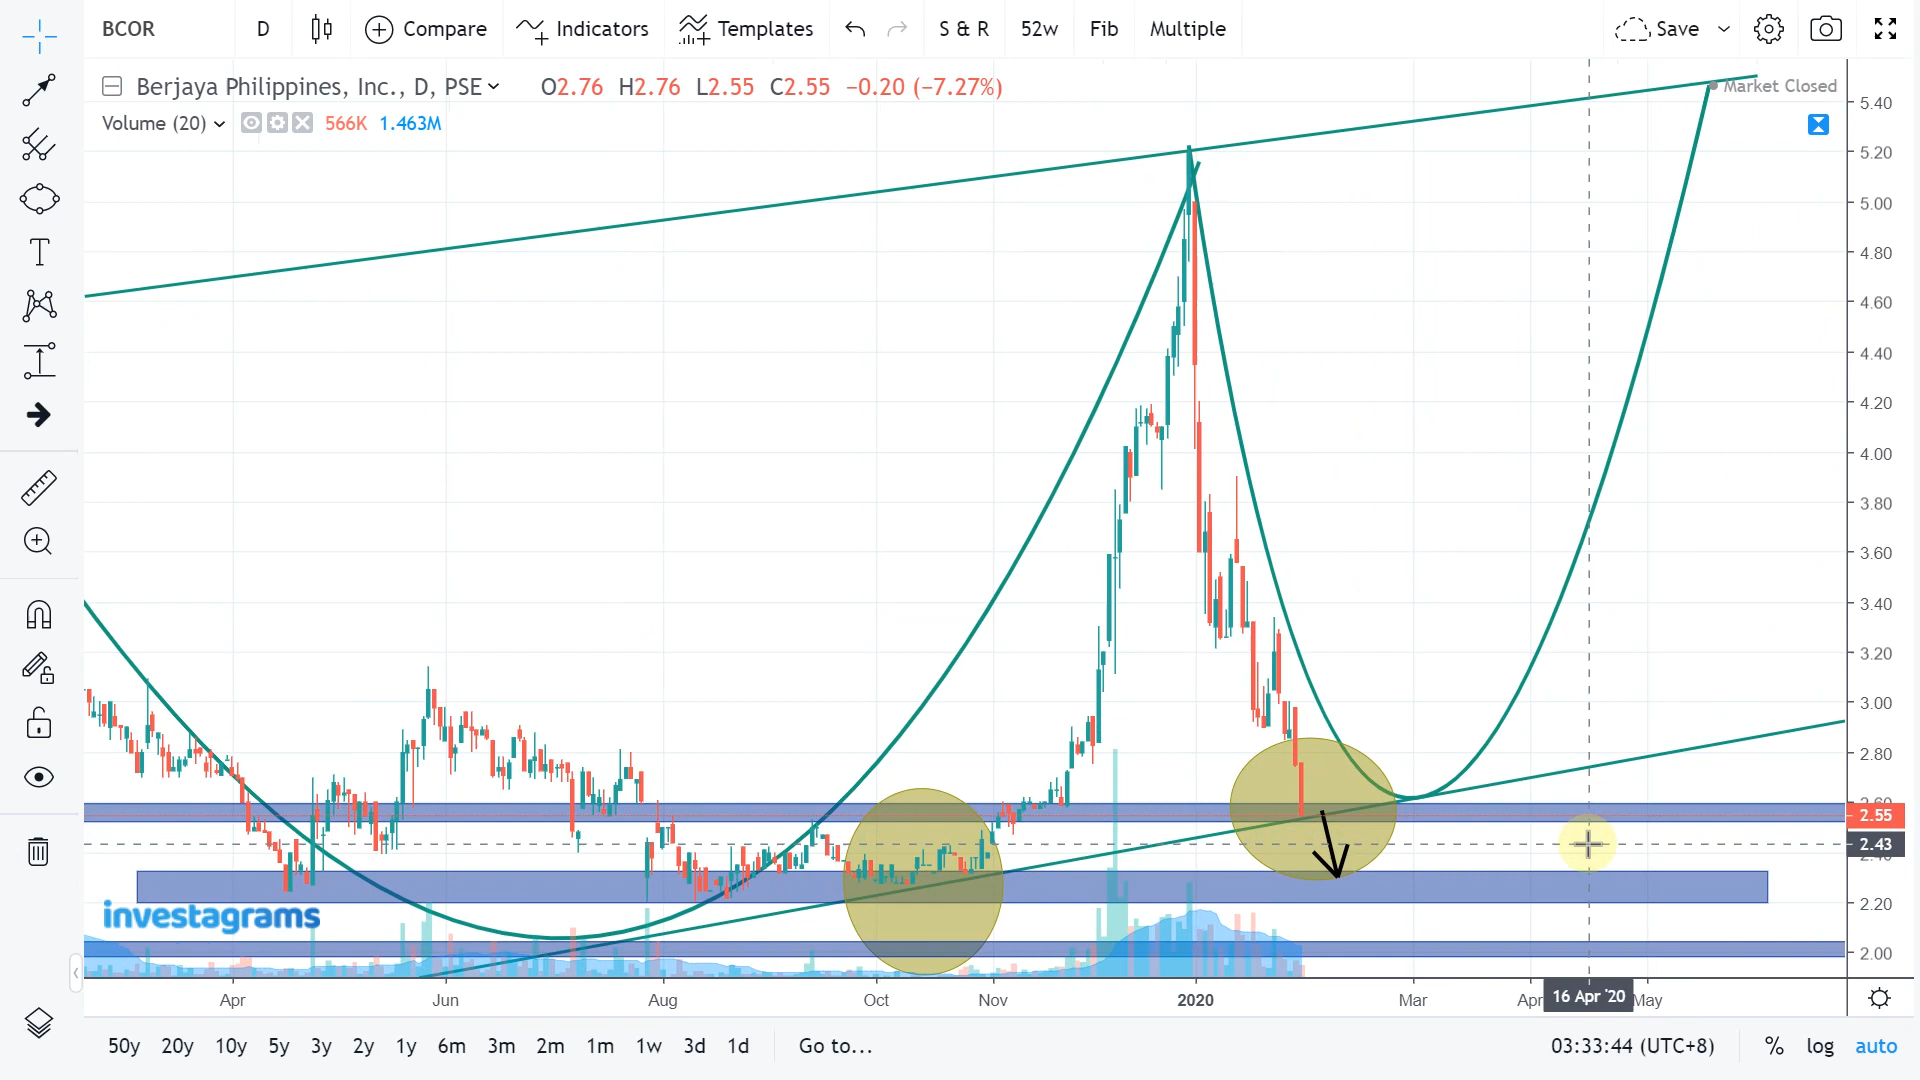 BCOR D Compare Indicators Templates S & R 52w Fib Multiple Save
Berjaya Philippines, Inc., D, PSE O2.76 H2.76 L2.55 C2.55 −0.20 (−7.27%) Market Closed
Volume (20) 566K 1.463M
5.40
5.20
5.00
4.80
4.60
4.40
4.20
4.00
3.80
3.60
3.40
3.20
3.00
2.80
2.60
2.55
2.43
2.40
2.20
2.00
investagrams
Apr Jun Aug Oct Nov 2020 Mar Apr 16 Apr '20 May
50y 20y 10y 5y 3y 2y 1y 6m 3m 2m 1m 1w 3d 1d Go to... 03:33:44 (UTC+8) % log auto
T